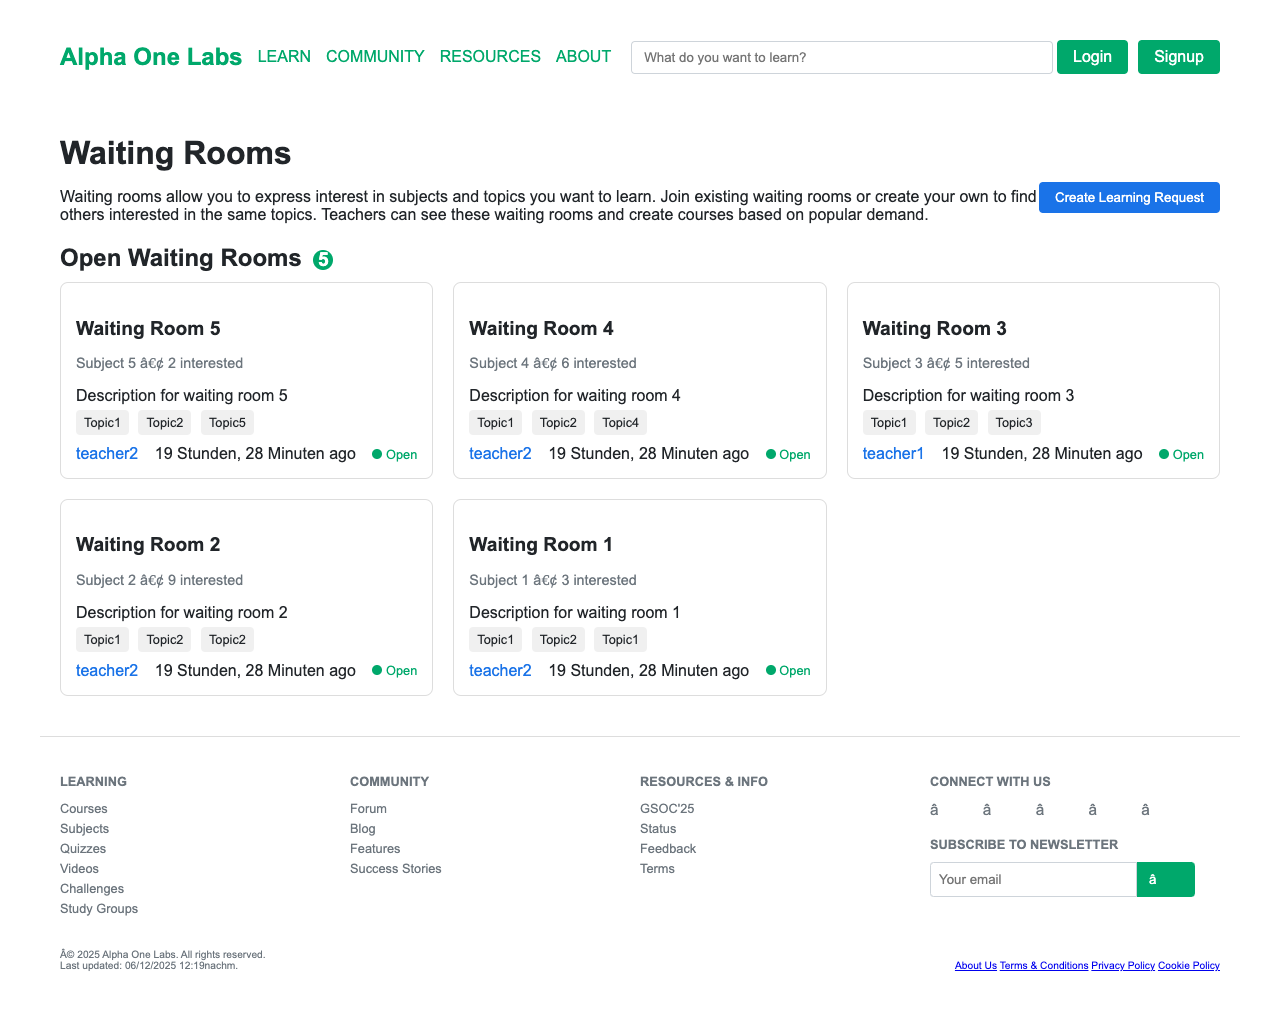 Alpha One Labs LEARN COMMUNITY RESOURCES ABOUT What do you want to learn? Login Signup
Waiting Rooms
Waiting rooms allow you to express interest in subjects and topics you want to learn. Join existing waiting rooms or create your own to find
others interested in the same topics. Teachers can see these waiting rooms and create courses based on popular demand.
Create Learning Request
Open Waiting Rooms 5
Waiting Room 5
Subject 5 â€¢ 2 interested
Description for waiting room 5
Topic1 Topic2 Topic5
teacher2 19 Stunden, 28 Minuten ago Open
Waiting Room 4
Subject 4 â€¢ 6 interested
Description for waiting room 4
Topic1 Topic2 Topic4
teacher2 19 Stunden, 28 Minuten ago Open
Waiting Room 3
Subject 3 â€¢ 5 interested
Description for waiting room 3
Topic1 Topic2 Topic3
teacher1 19 Stunden, 28 Minuten ago Open
Waiting Room 2
Subject 2 â€¢ 9 interested
Description for waiting room 2
Topic1 Topic2 Topic2
teacher2 19 Stunden, 28 Minuten ago Open
Waiting Room 1
Subject 1 â€¢ 3 interested
Description for waiting room 1
Topic1 Topic2 Topic1
teacher2 19 Stunden, 28 Minuten ago Open
LEARNING
Courses
Subjects
Quizzes
Videos
Challenges
Study Groups
COMMUNITY
Forum
Blog
Features
Success Stories
RESOURCES & INFO
GSOC'25
Status
Feedback
Terms
CONNECT WITH US
â â â â â
SUBSCRIBE TO NEWSLETTER
Your email â
Â© 2025 Alpha One Labs. All rights reserved.
Last updated: 06/12/2025 12:19nachm.
About Us Terms & Conditions Privacy Policy Cookie Policy